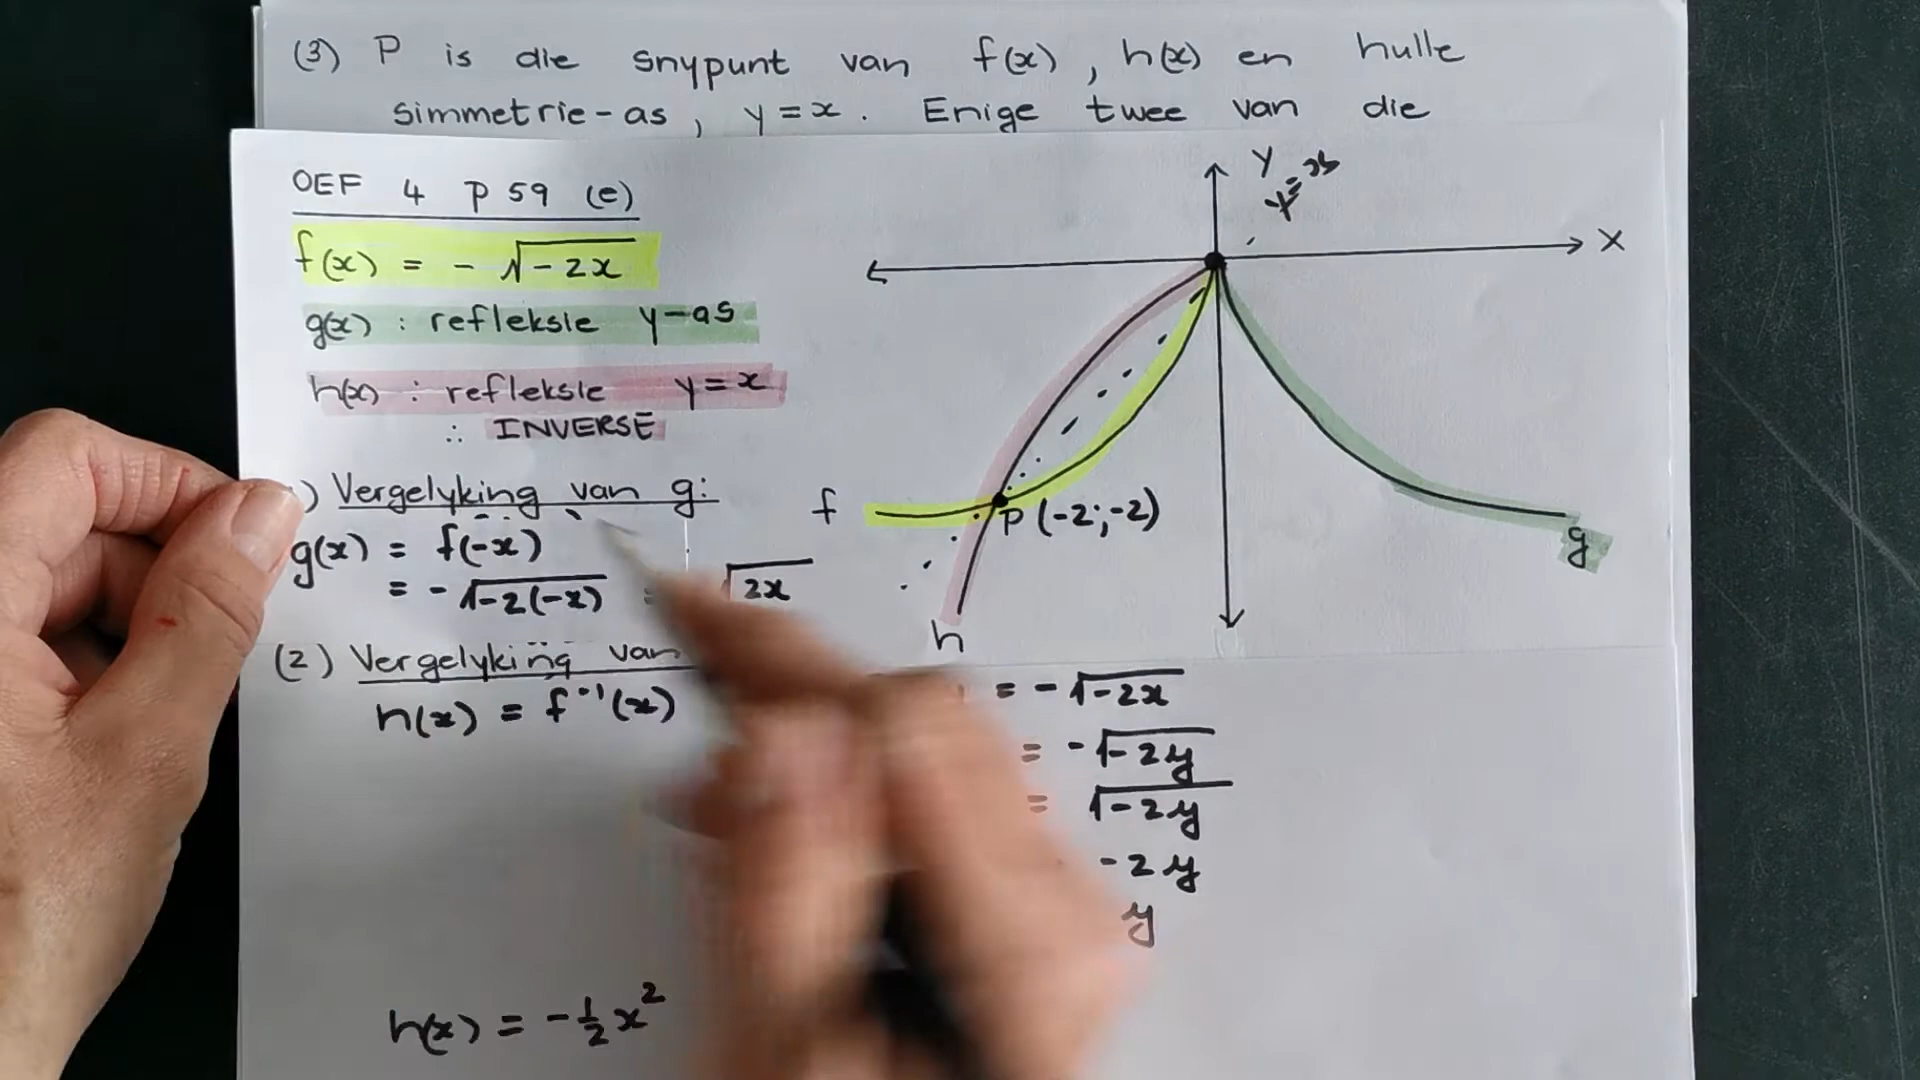 (3) P is die snypunt van f(x), h(x) en hulle
simmetrie-as, y = x. Enige twee van die
OEF 4 p 59 (e)
f(x) = - √-2x
g(x) : refleksie y-as
h(x) : refleksie y = x
∴ INVERSE
) Vergelyking van g:
g(x) = f(-x)
= -√-2(-x) = √2x
(2) Vergelyking van
h(x) = f⁻¹(x)
= -√-2x
= -√-2y
= √-2y
-2y
y
h(x) = -½x²
y
x
f
P (-2;-2)
g
h